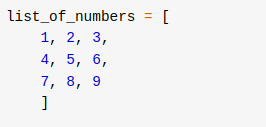 list_of_numbers = [
    1, 2, 3,
    4, 5, 6,
    7, 8, 9
    ]